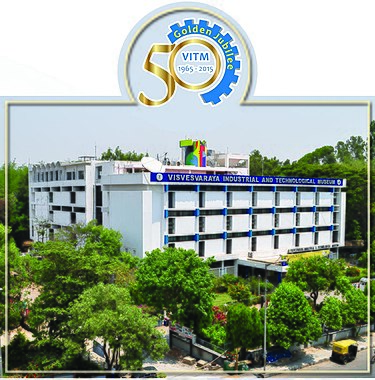 Golden Jubilee
50
VITM
1965 - 2015
VISVESVARAYA INDUSTRIAL AND TECHNOLOGICAL MUSEUM